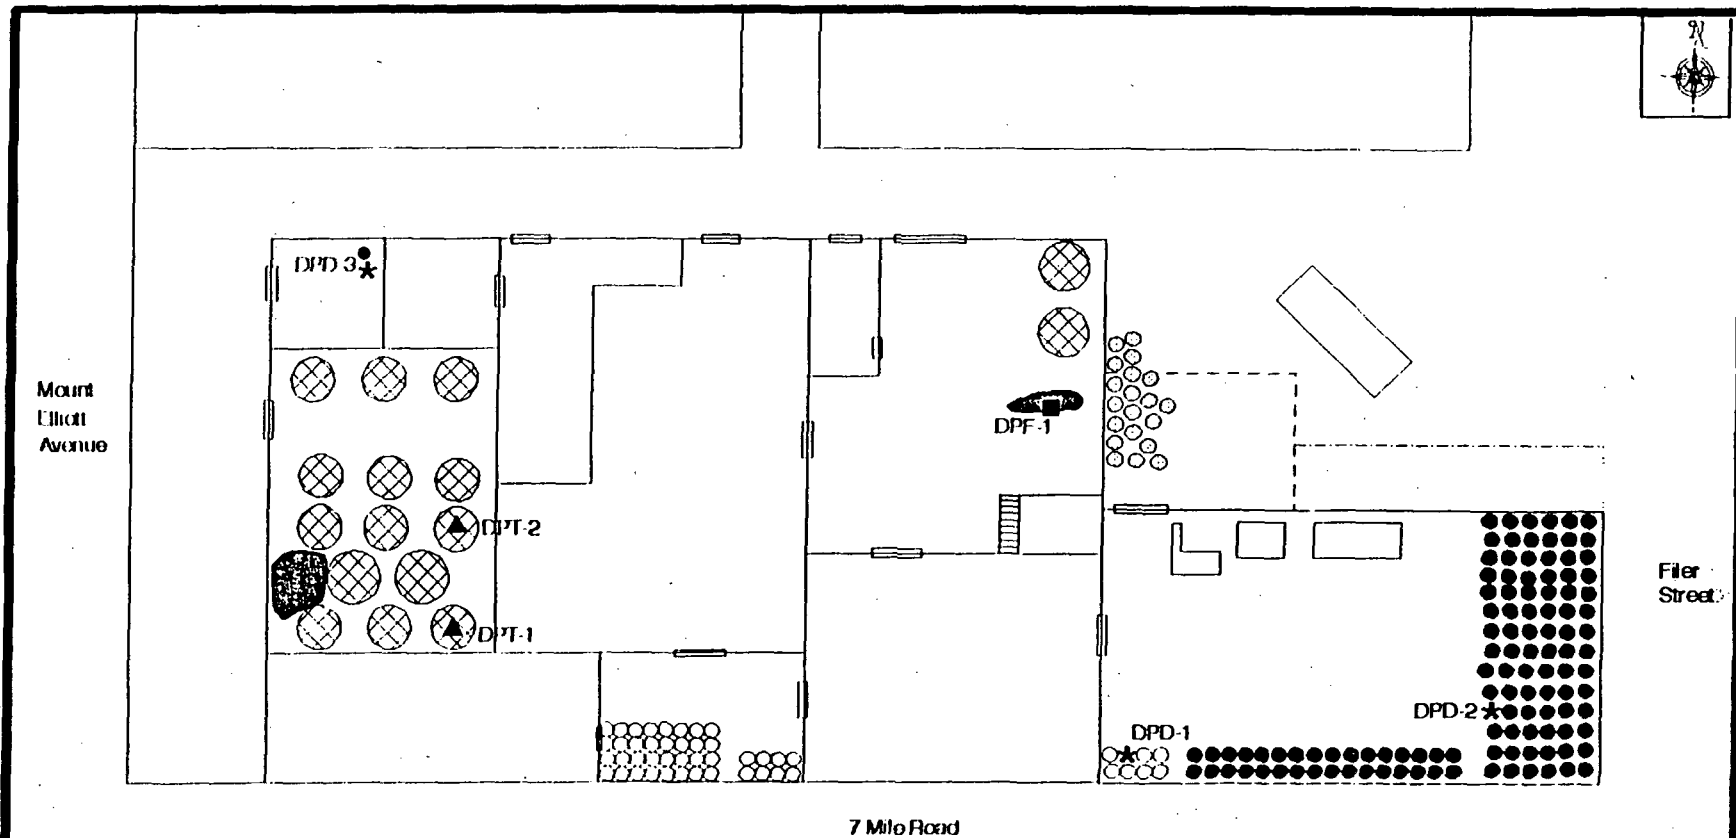 N
DPD-3
Mount
Elliott
Avenue
DPF-1
DPT-2
Filer
Street
DPT-1
DPD-2
DPD-1
7 Mile Road